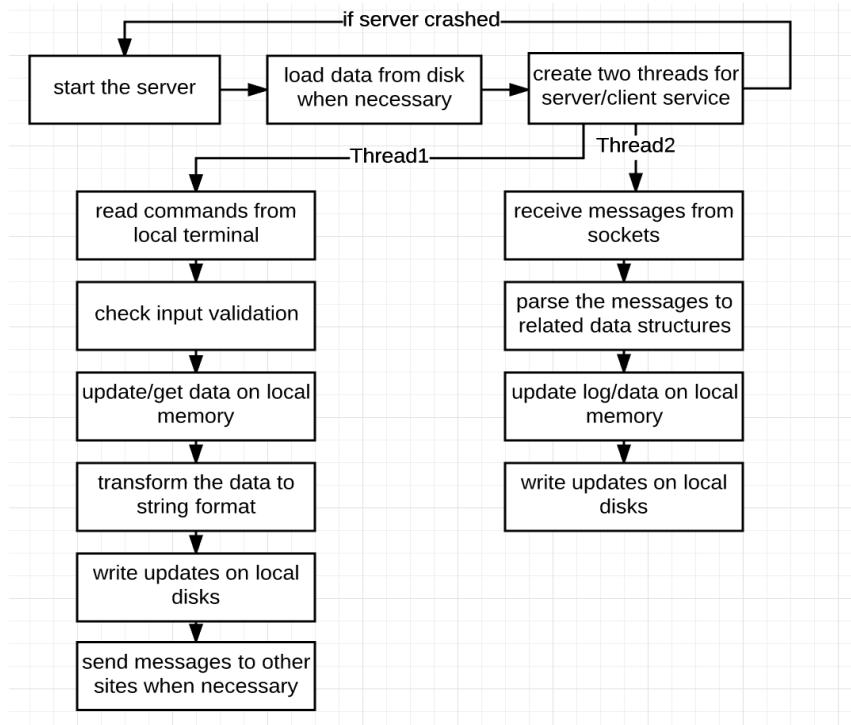 if server crashed
start the server
load data from disk
when necessary
create two threads for
server/client service
Thread1
Thread2
read commands from
local terminal
check input validation
update/get data on local
memory
transform the data to
string format
write updates on local
disks
send messages to other
sites when necessary
receive messages from
sockets
parse the messages to
related data structures
update log/data on local
memory
write updates on local
disks